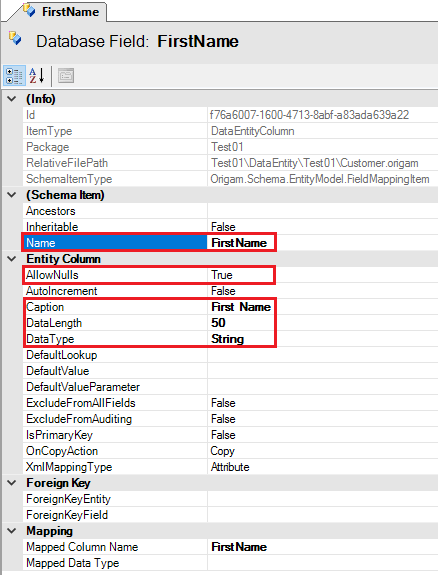 FirstName
Database Field: FirstName
(Info)
Id f76a6007-1600-4713-8abf-a83ada639a22
ItemType DataEntityColumn
Package Test01
RelativeFilePath Test01\DataEntity\Test01\Customer.origam
SchemaItemType Origam.Schema.EntityModel.FieldMappingItem
(Schema Item)
Ancestors
Inheritable False
Name FirstName
Entity Column
AllowNulls True
AutoIncrement False
Caption First Name
DataLength 50
DataType String
DefaultLookup
DefaultValue
DefaultValueParameter
ExcludeFromAllFields False
ExcludeFromAuditing False
IsPrimaryKey False
OnCopyAction Copy
XmlMappingType Attribute
Foreign Key
ForeignKeyEntity
ForeignKeyField
Mapping
Mapped Column Name FirstName
Mapped Data Type